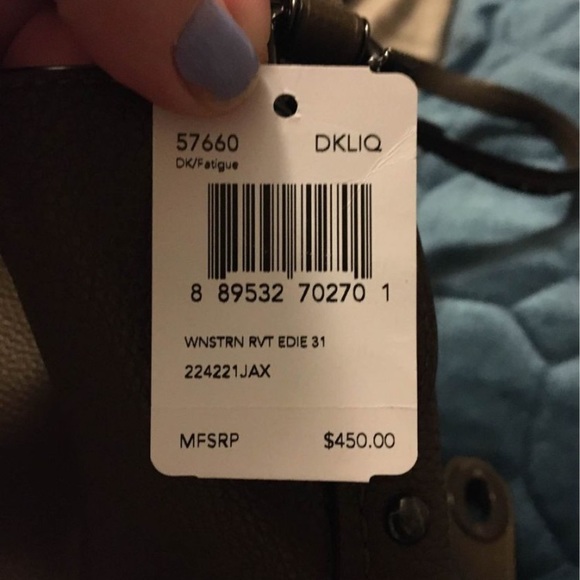 57660 DKLIQ
DK/Fatigue
8 89532 70270 1
WNSTRN RVT EDIE 31
224221JAX
MFSRP $450.00